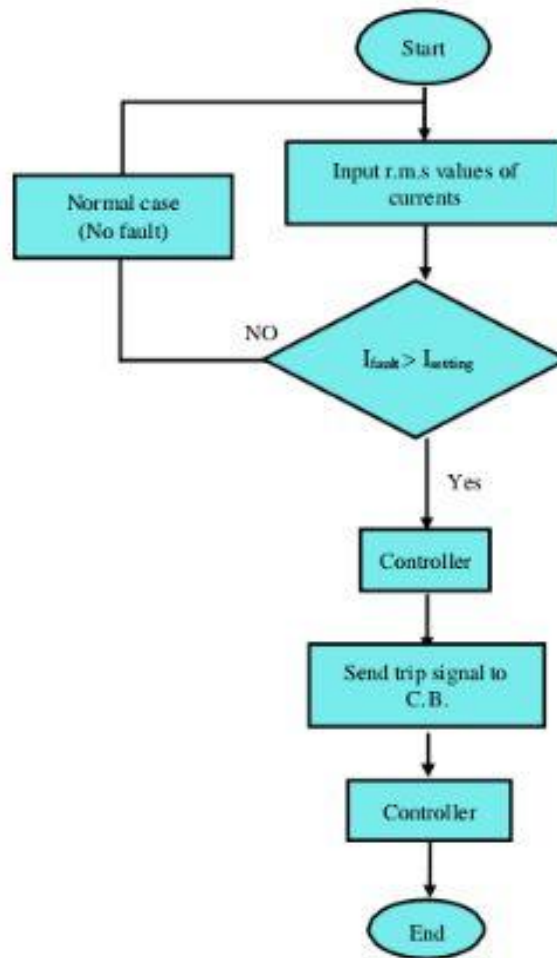 Start
Input r.m.s values of
currents
Normal case
(No fault)
NO
Ifault > Isetting
Yes
Controller
Send trip signal to
C.B.
Controller
End